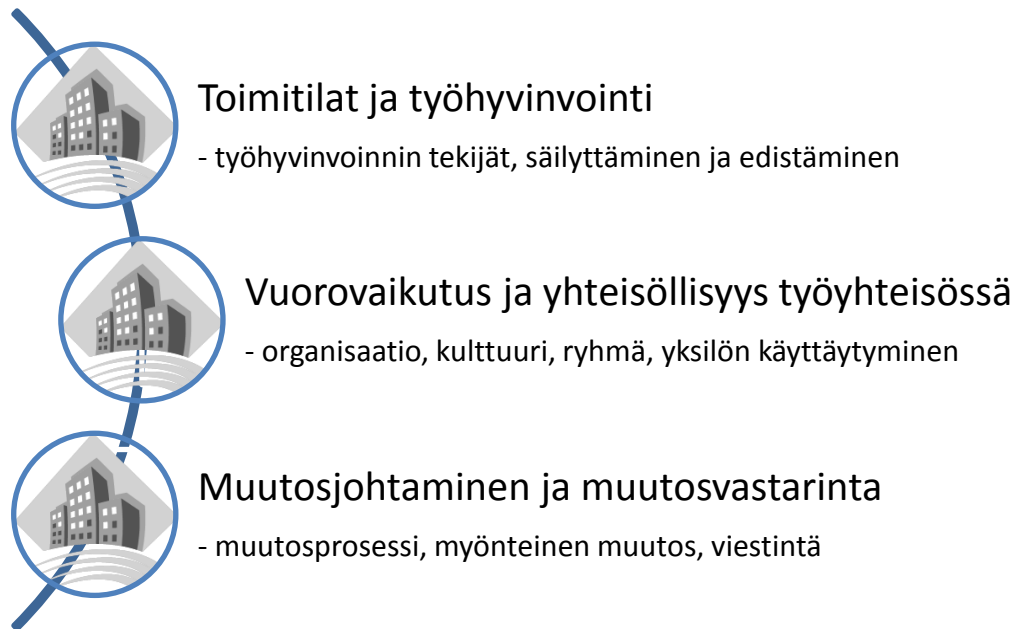 Toimitilat ja työhyvinvointi
- työhyvinvoinnin tekijät, säilyttäminen ja edistäminen
Vuorovaikutus ja yhteisöllisyys työyhteisössä
- organisaatio, kulttuuri, ryhmä, yksilön käyttäytyminen
Muutosjohtaminen ja muutosvastarinta
- muutosprosessi, myönteinen muutos, viestintä